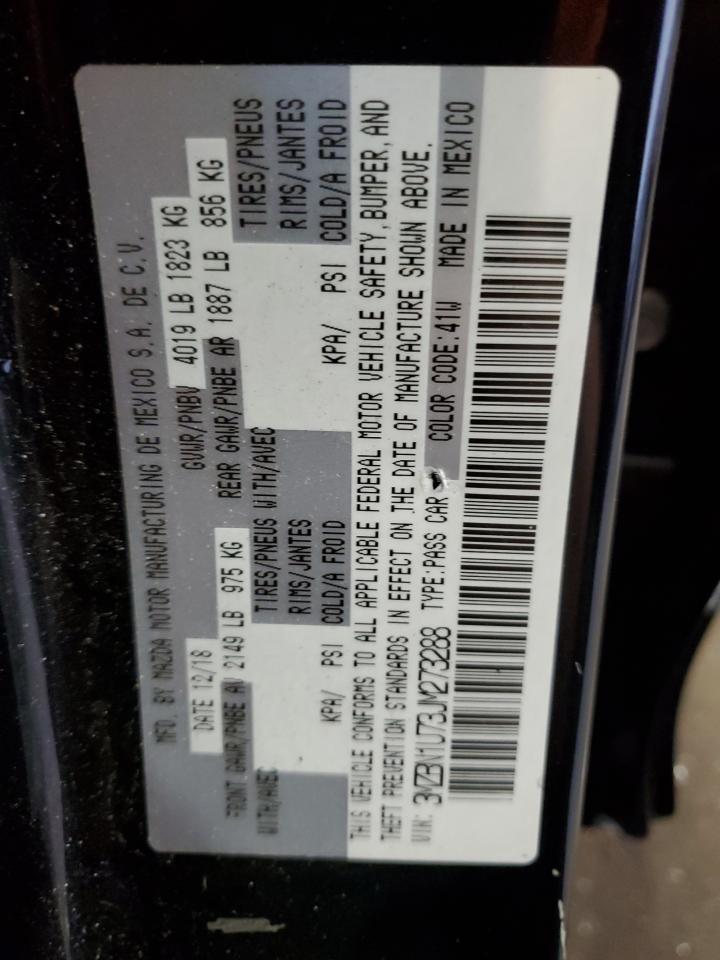 MFD. BY MAZDA MOTOR MANUFACTURING DE MEXICO S.A. DE C.V.
DATE 12/18 GVWR/PNBV 4019 LB 1823 KG
FRONT GAWR/PNBE AV 2149 LB 975 KG REAR GAWR/PNBE AR 1887 LB 856 KG
WITH/AVEC TIRES/PNEUS WITH/AVEC TIRES/PNEUS
RIMS/JANTES RIMS/JANTES
KPA/ PSI COLD/A FROID KPA/ PSI COLD/A FROID
THIS VEHICLE CONFORMS TO ALL APPLICABLE FEDERAL MOTOR VEHICLE SAFETY, BUMPER, AND
THEFT PREVENTION STANDARDS IN EFFECT ON THE DATE OF MANUFACTURE SHOWN ABOVE.
VIN: 3MZBN1U73JM273288 TYPE:PASS CAR COLOR CODE:41W MADE IN MEXICO